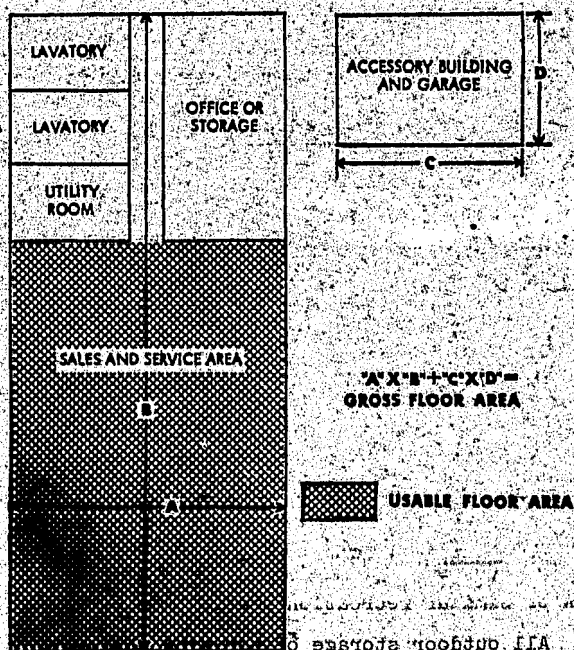 LAVATORY
LAVATORY
UTILITY
ROOM
OFFICE OR
STORAGE
ACCESSORY BUILDING
AND GARAGE
D
C
SALES AND SERVICE AREA
B
A
"A" X "B" + "C" X "D" =
GROSS FLOOR AREA
USABLE FLOOR AREA
All outdoor storage of